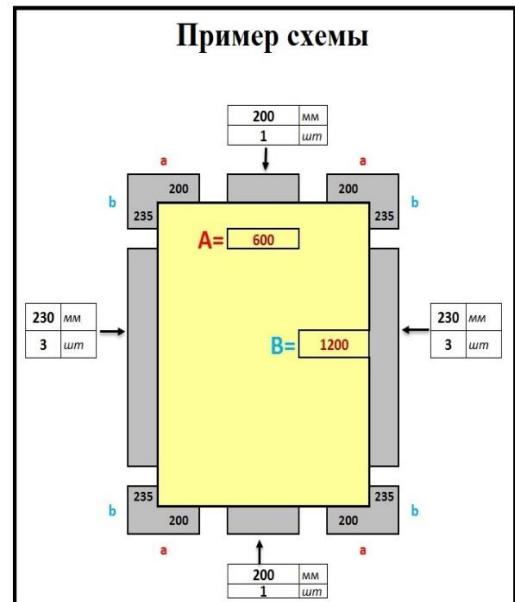 Пример схемы
200 мм
1 шт
a a
b 200 200 b
235 235
A= 600
230 мм 230 мм
B= 1200
3 шт 3 шт
235 235
b 200 200 b
a a
200 мм
1 шт